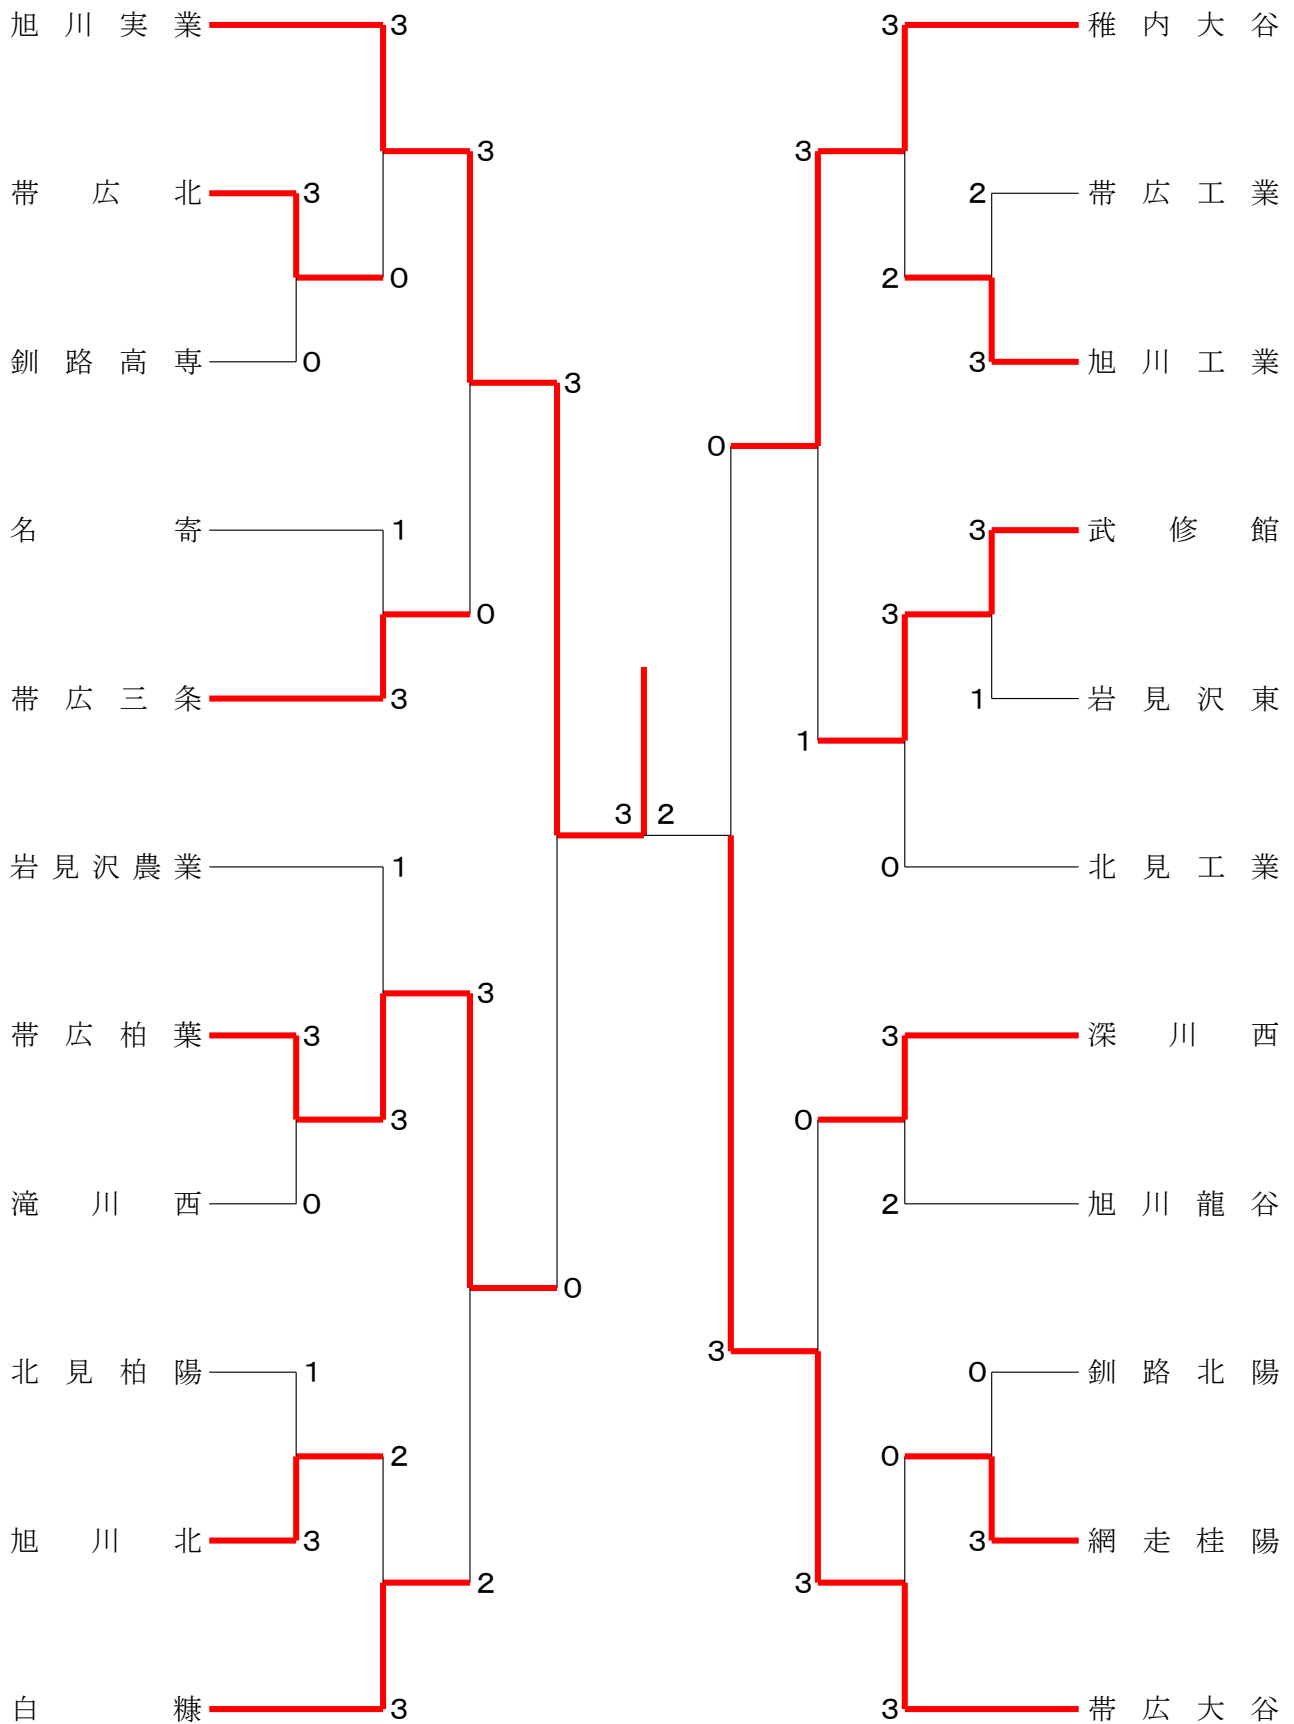 旭川実業 3 3 稚内大谷
3 3
帯広北 3 2 帯広工業
0 2
釧路高専 0 3 旭川工業
3
0
名寄 1 3 武修館
0 3
帯広三条 3 1 岩見沢東
1
3 2
岩見沢農業 1 0 北見工業
3
帯広柏葉 3 3 深川西
3 0
滝川西 0 2 旭川龍谷
0
3
北見柏陽 1 0 釧路北陽
2 0
旭川北 3 3 網走桂陽
2 3
白糠 3 3 帯広大谷